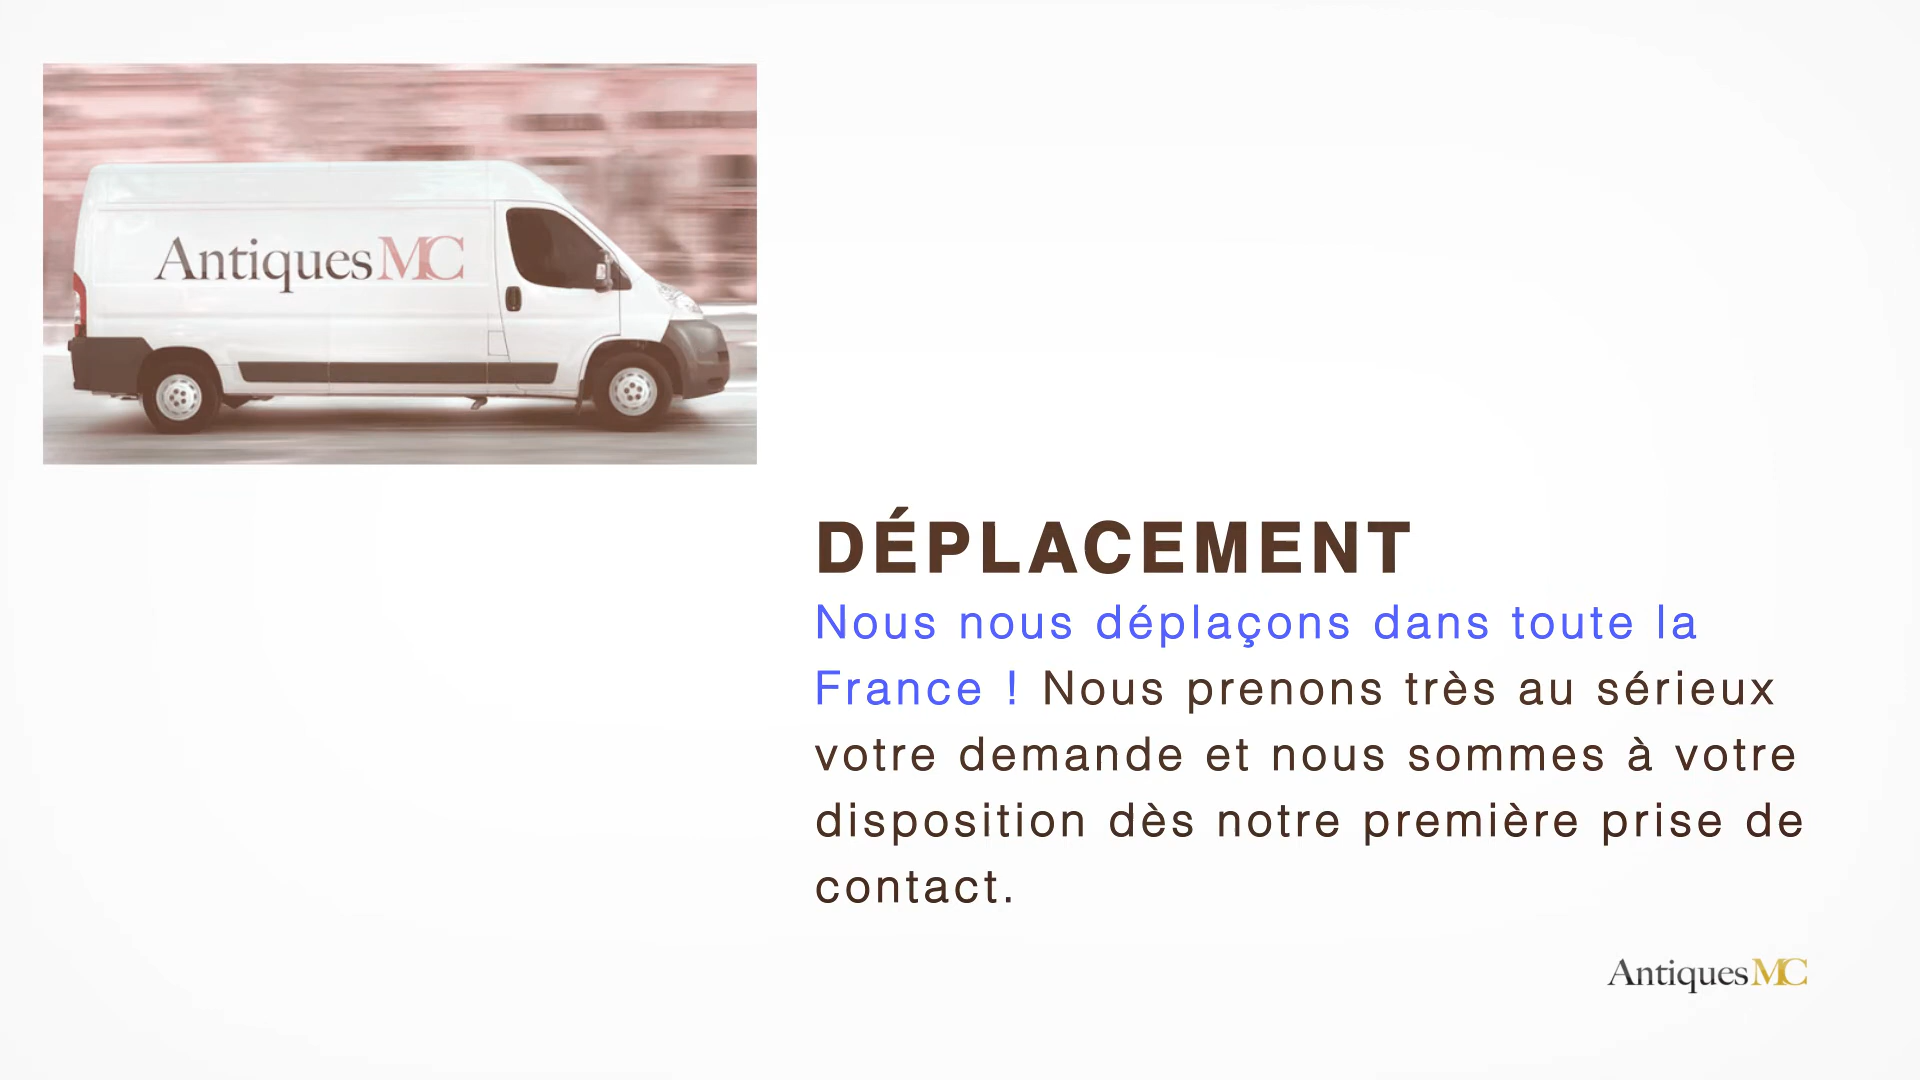 AntiquesMC
DÉPLACEMENT
Nous nous déplaçons dans toute la
France ! Nous prenons très au sérieux
votre demande et nous sommes à votre
disposition dès notre première prise de
contact.
AntiquesMC